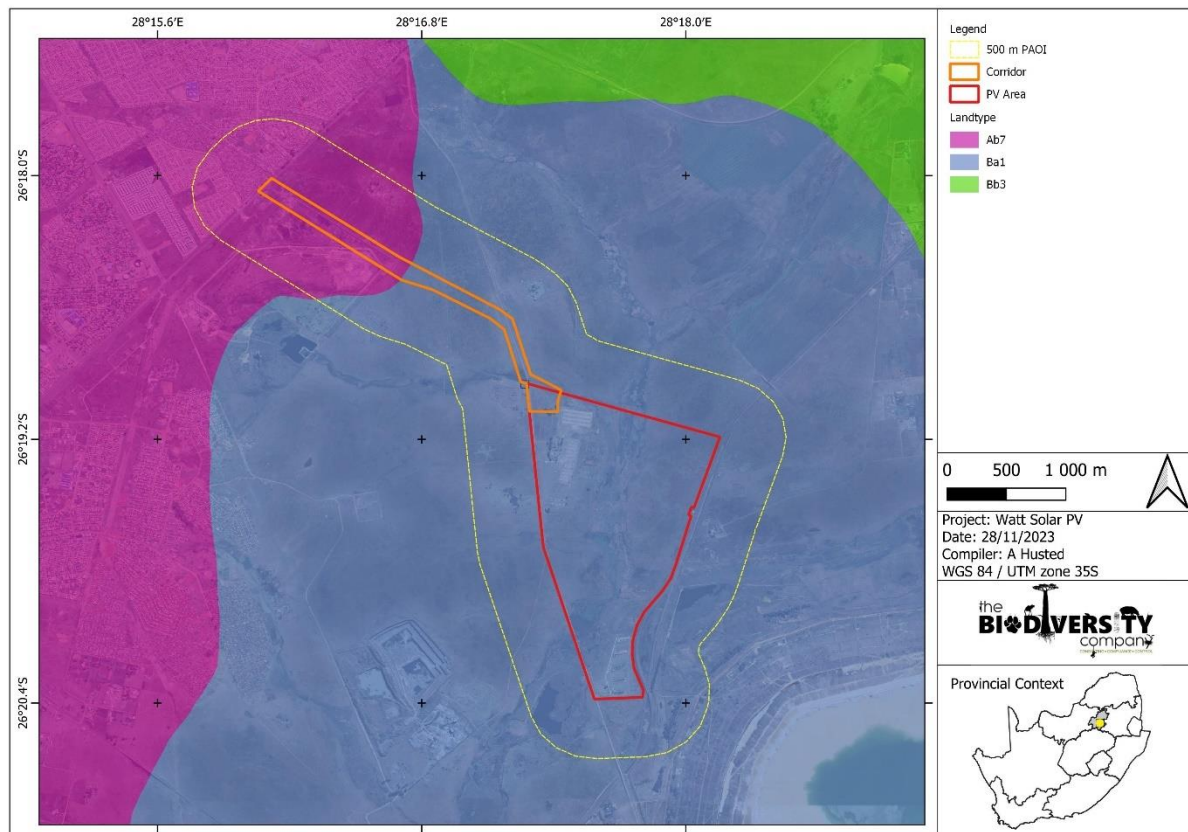 28°15.6'E
28°16.8'E
28°18.0'E
26°18.0'S
26°19.2'S
26°20.4'S
Legend
500 m PAOI
Corridor
PV Area
Landtype
Ab7
Ba1
Bb3
0 500 1 000 m
Project: Watt Solar PV
Date: 28/11/2023
Compiler: A Husted
WGS 84 / UTM zone 35S
the
BIODIVERSITY
company
Provincial Context